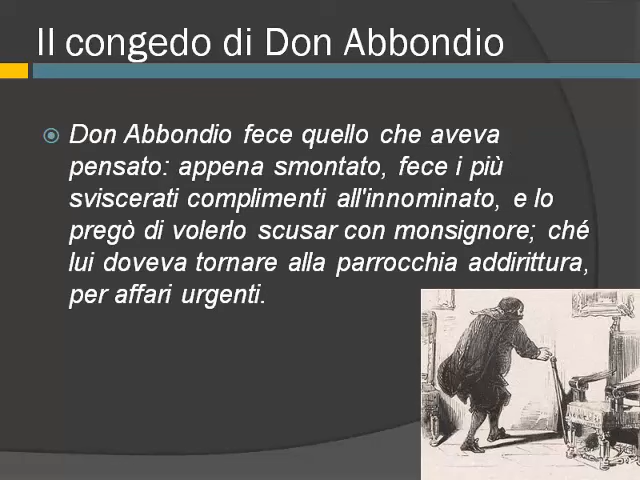 Il congedo di Don Abbondio
Don Abbondio fece quello che aveva
pensato: appena smontato, fece i più
sviscerati complimenti all'innominato, e lo
pregò di volerlo scusar con monsignore; ché
lui doveva tornare alla parrocchia addirittura,
per affari urgenti.